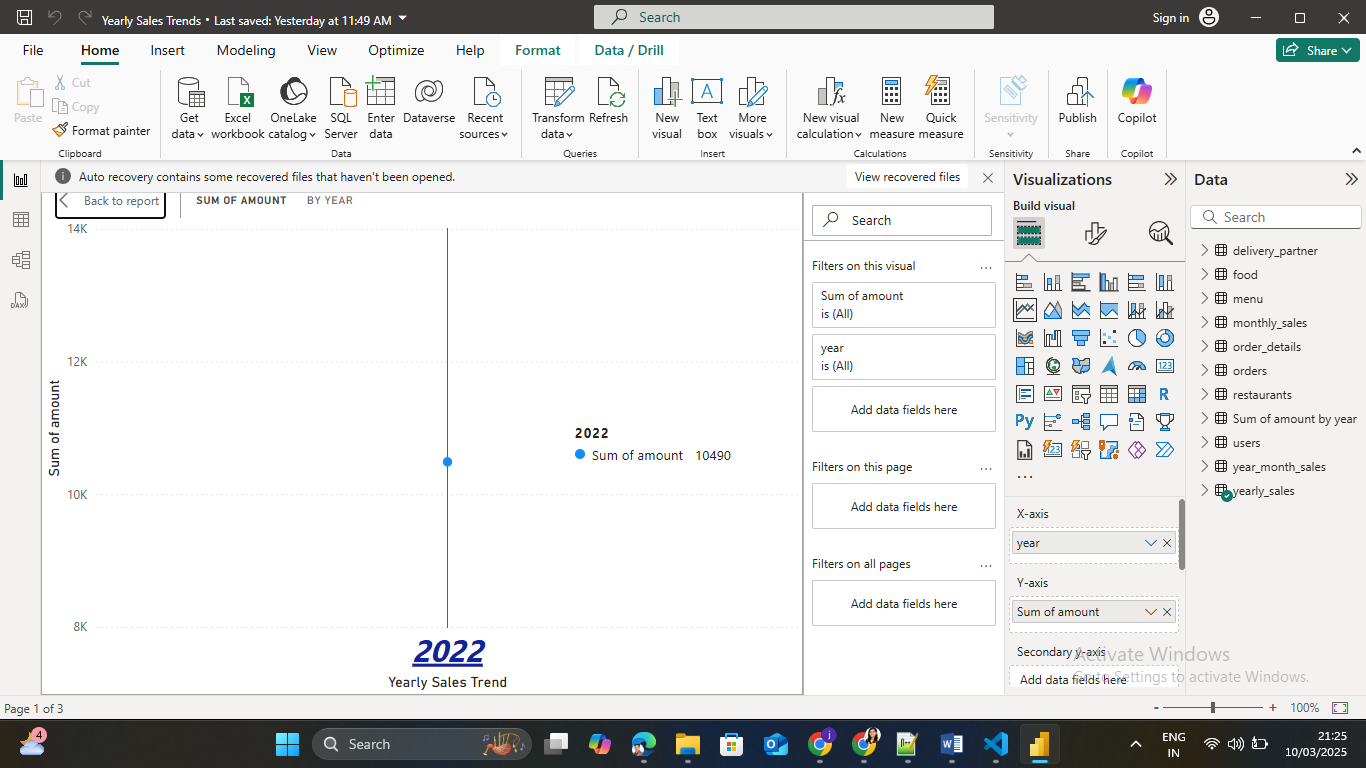 Yearly Sales Trends • Last saved: Yesterday at 11:49 AM
Search
Sign in
File
Home
Insert
Modeling
View
Optimize
Help
Format
Data / Drill
Share
Paste
Cut
Copy
Format painter
Clipboard
Get data
Excel workbook
OneLake catalog
SQL Server
Enter data
Dataverse
Recent sources
Data
Transform data
Refresh
Queries
New visual
Text box
More visuals
Insert
New visual calculation
New measure
Quick measure
Calculations
Sensitivity
Sensitivity
Publish
Share
Copilot
Copilot
Auto recovery contains some recovered files that haven't been opened.
View recovered files
Back to report
SUM OF AMOUNT
BY YEAR
14K
12K
10K
8K
Sum of amount
2022
Sum of amount 10490
2022
Yearly Sales Trend
Search
Filters on this visual
...
Sum of amount
is (All)
year
is (All)
Add data fields here
Filters on this page
...
Add data fields here
Filters on all pages
...
Add data fields here
Visualizations
Build visual
123
R
Py
123
...
X-axis
year
Y-axis
Sum of amount
Secondary y-axis
Add data fields here
Data
Search
delivery_partner
food
menu
monthly_sales
order_details
orders
restaurants
Sum of amount by year
users
year_month_sales
yearly_sales
Activate Windows
Go to Settings to activate Windows.
DAX
Page 1 of 3
- + 100%
4
Search
j
ENG
IN
21:25
10/03/2025